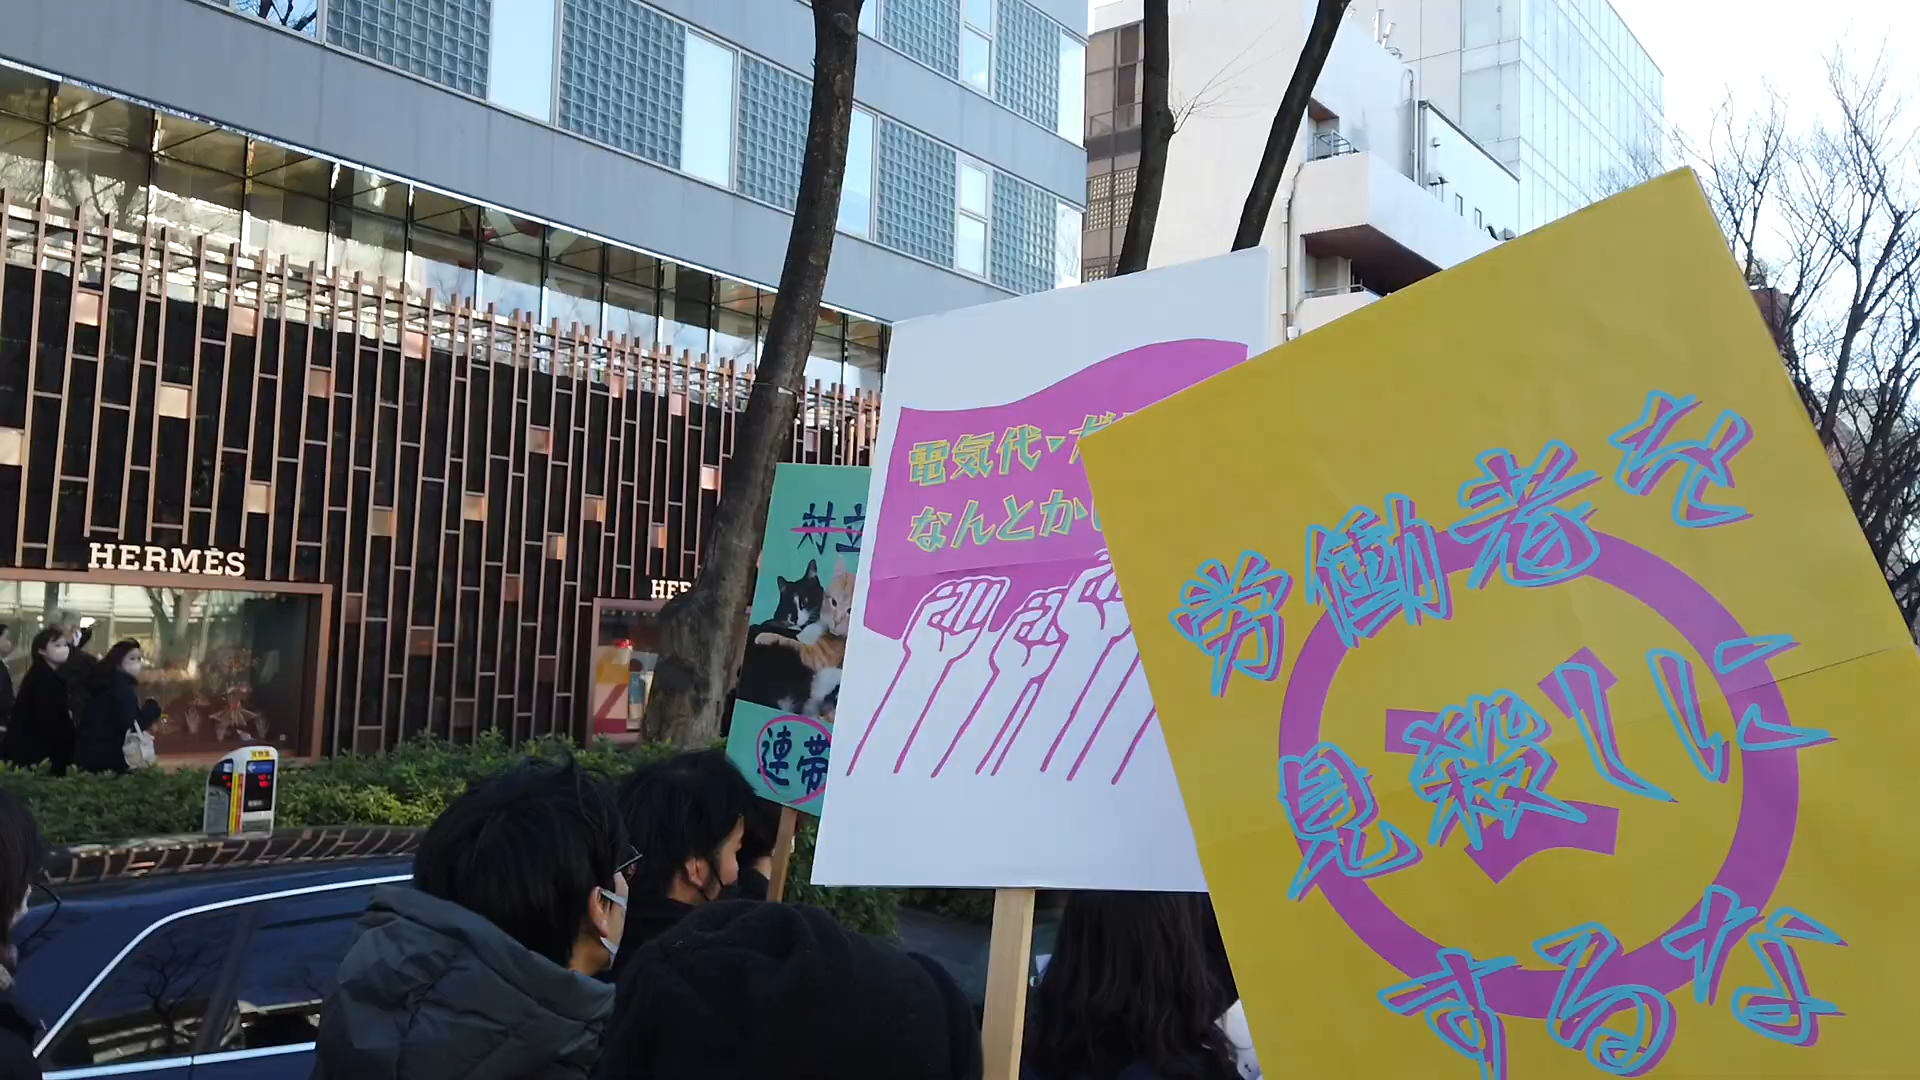 HERMĒS
HER
対立
連帯
電気代・ガ
なんとかし
労働者を
見殺しに
するな